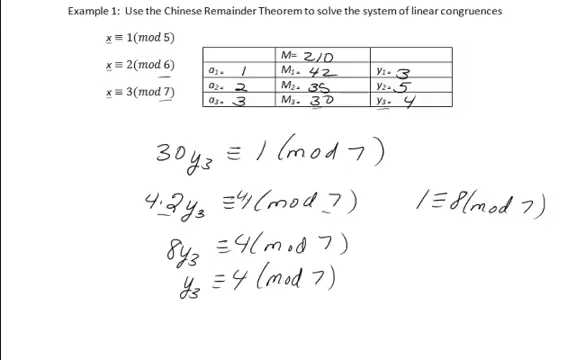 Example 1: Use the Chinese Remainder Theorem to solve the system of linear congruences
x ≡ 1(mod 5)
x ≡ 2(mod 6)
x ≡ 3(mod 7)
M= 210
a₁= 1 M₁= 42 y₁= 3
a₂= 2 M₂= 35 y₂= 5
a₃= 3 M₃= 30 y₃= 4
30y₃ ≡ 1 (mod 7)
4·2y₃ ≡ 4·1 (mod 7) 1 ≡ 8 (mod 7)
8y₃ ≡ 4 (mod 7)
y₃ ≡ 4 (mod 7)